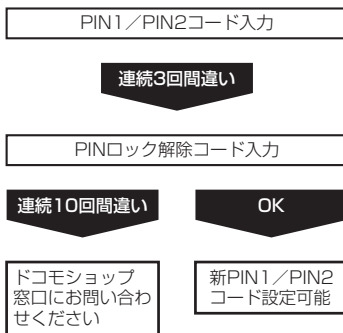 PIN1／PIN2コード入力
連続3回間違い
PINロック解除コード入力
連続10回間違い
OK
ドコモショップ
窓口にお問い合わ
せください
新PIN1／PIN2
コード設定可能